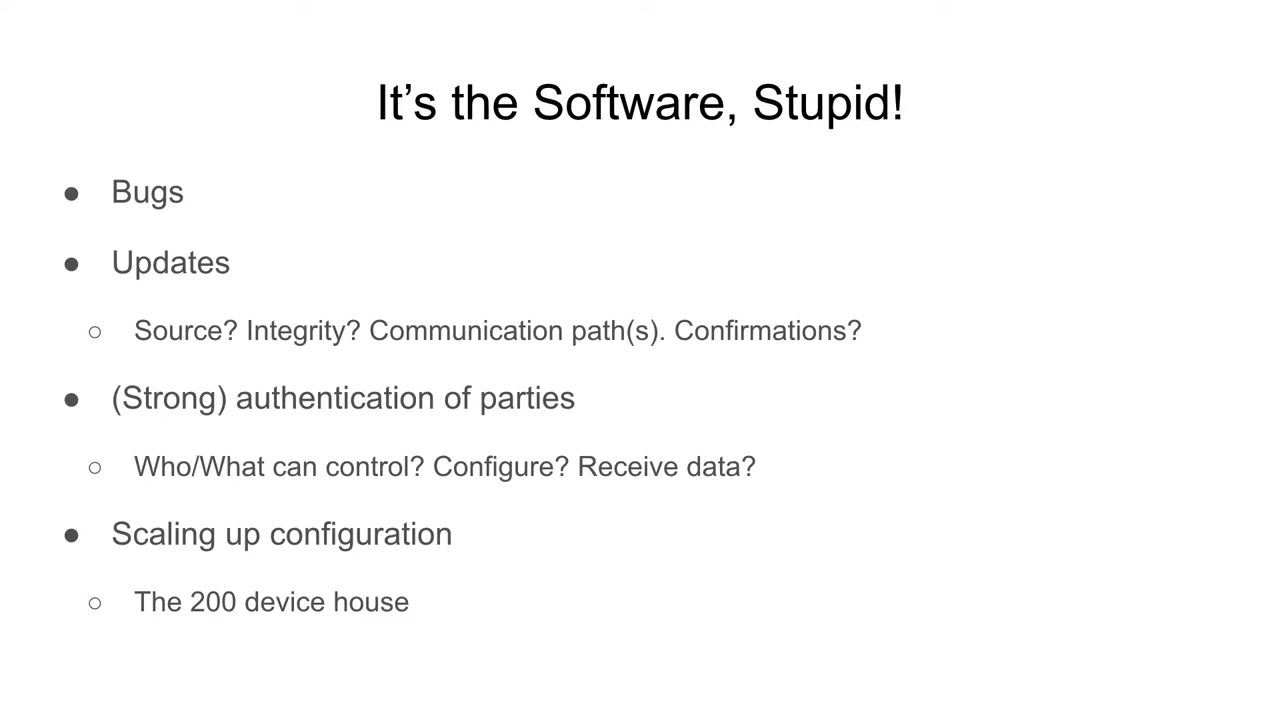 It’s the Software, Stupid!
● Bugs
● Updates
○ Source? Integrity? Communication path(s). Confirmations?
● (Strong) authentication of parties
○ Who/What can control? Configure? Receive data?
● Scaling up configuration
○ The 200 device house